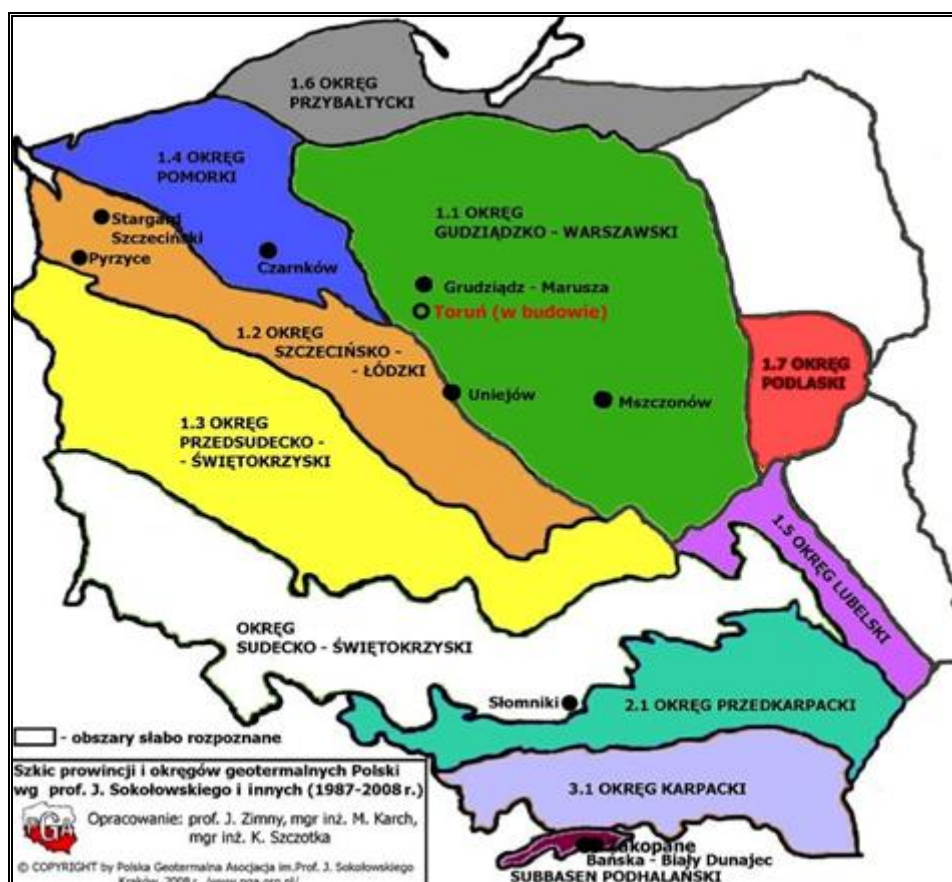 1.6 OKRĘG
PRZYBAŁTYCKI
1.4 OKRĘG
POMORKI
1.1 OKRĘG
GUDZIĄDZKO - WARSZAWSKI
Stargard
Szczeciński
Pyrzyce
Czarnków
Grudziądz - Marusza
Toruń (w budowie)
1.2 OKRĘG
SZCZECIŃSKO -
- ŁÓDZKI
1.7 OKRĘG
PODLASKI
Uniejów
Mszczonów
1.3 OKRĘG
PRZEDSUDECKO -
- ŚWIĘTOKRZYSKI
1.5 OKRĘG LUBELSKI
OKRĘG
SUDECKO - ŚWIĘTOKRZYSKI
Słomniki
2.1 OKRĘG PRZEDKARPACKI
- obszary słabo rozpoznane
3.1 OKRĘG KARPACKI
Zakopane
Bańska - Biały Dunajec
SUBBASEN PODHALAŃSKI
Szkic prowincji i okręgów geotermalnych Polski
wg prof. J. Sokołowskiego i innych (1987-2008 r.)
PGA
Opracowanie: prof. J. Zimny, mgr inż. M. Karch,
mgr inż. K. Szczotka
© COPYRIGHT by Polska Geotermalna Asocjacja im.Prof. J. Sokołowskiego
Kraków, 2008 r.